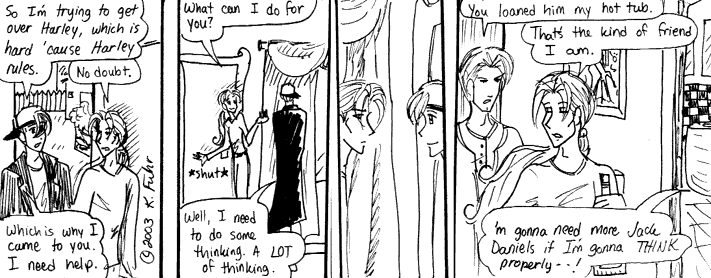 So I'm trying to get
over Harley, which is
hard 'cause Harley
rules.
No doubt.
Which is why I
came to you.
I need help.
©2003 K. Fuhr
What can I do for
you?
*shut*
Well, I need
to do some
thinking. A LOT
of thinking.
You loaned him my hot tub.
That's the kind of friend
I am.
'm gonna need more Jack
Daniels if I'm gonna THINK
properly--!